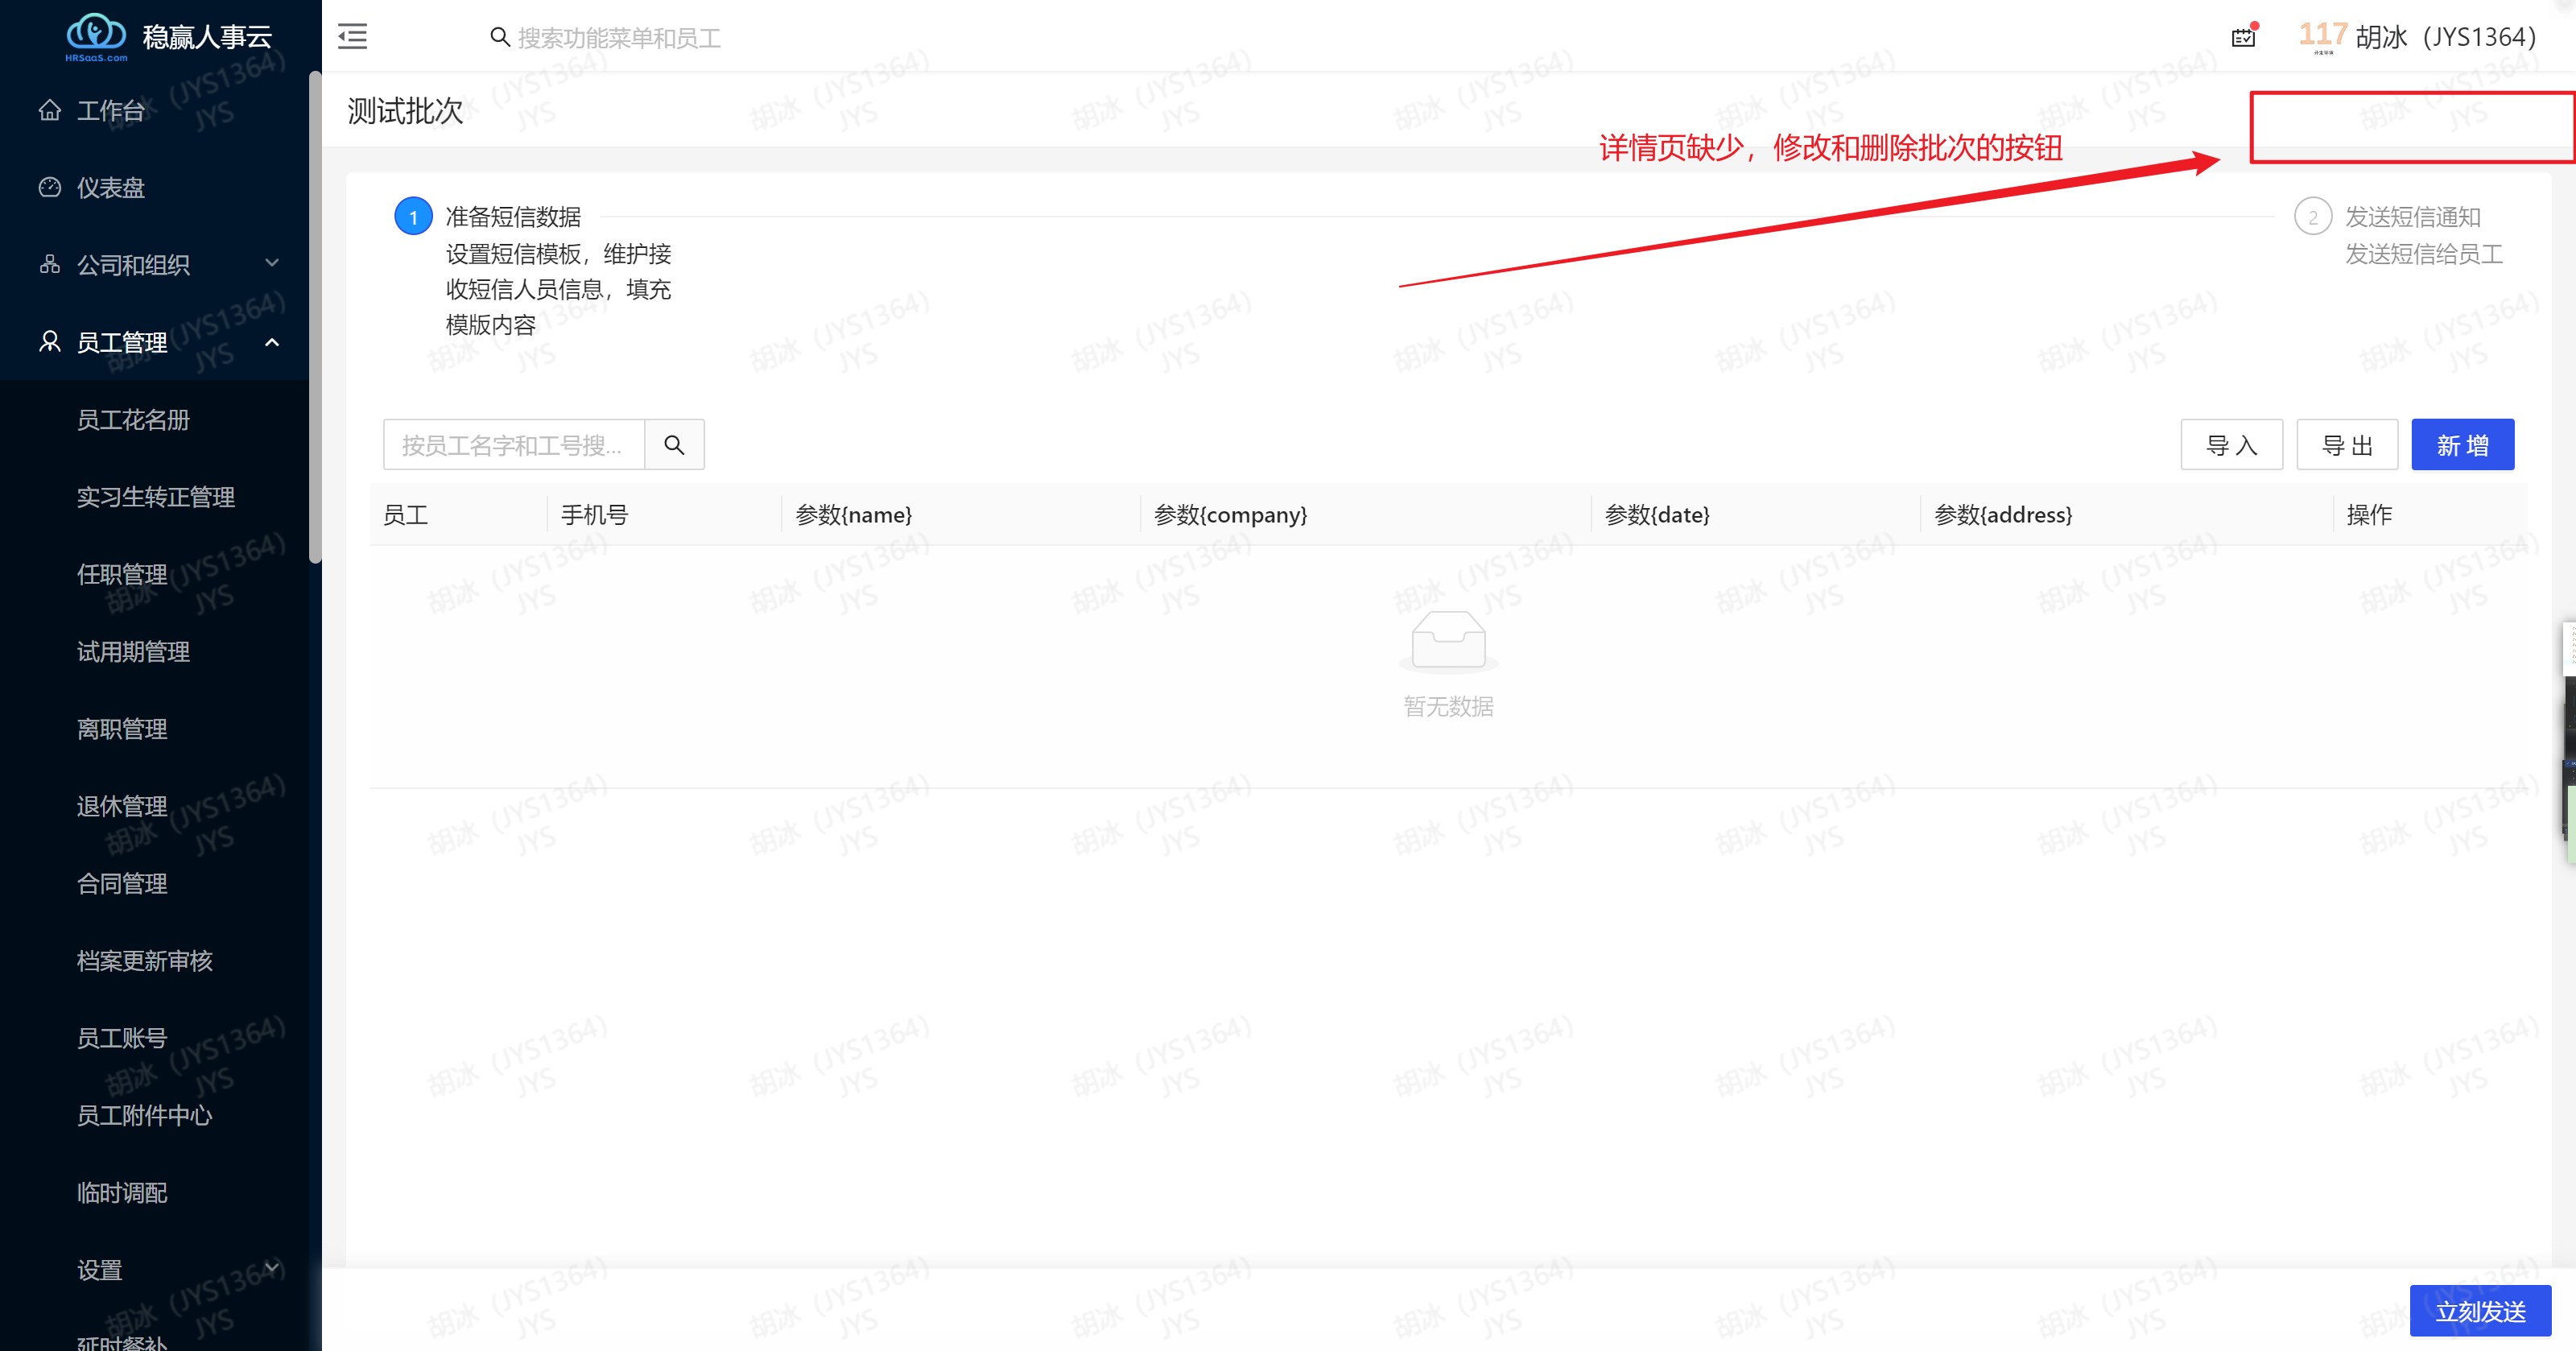 稳赢人事云
HRSaaS.com
搜索功能菜单和员工
117
胡冰（JYS1364）
工作台
仪表盘
公司和组织
员工管理
员工花名册
实习生转正管理
任职管理
试用期管理
离职管理
退休管理
合同管理
档案更新审核
员工账号
员工附件中心
临时调配
设置
延时餐补
测试批次
详情页缺少，修改和删除批次的按钮
1
准备短信数据
设置短信模板，维护接
收短信人员信息，填充
模版内容
2
发送短信通知
发送短信给员工
按员工名字和工号搜...
导入
导出
新增
员工 手机号 参数{name} 参数{company} 参数{date} 参数{address} 操作
暂无数据
立刻发送
胡冰（JYS1364）
JYS